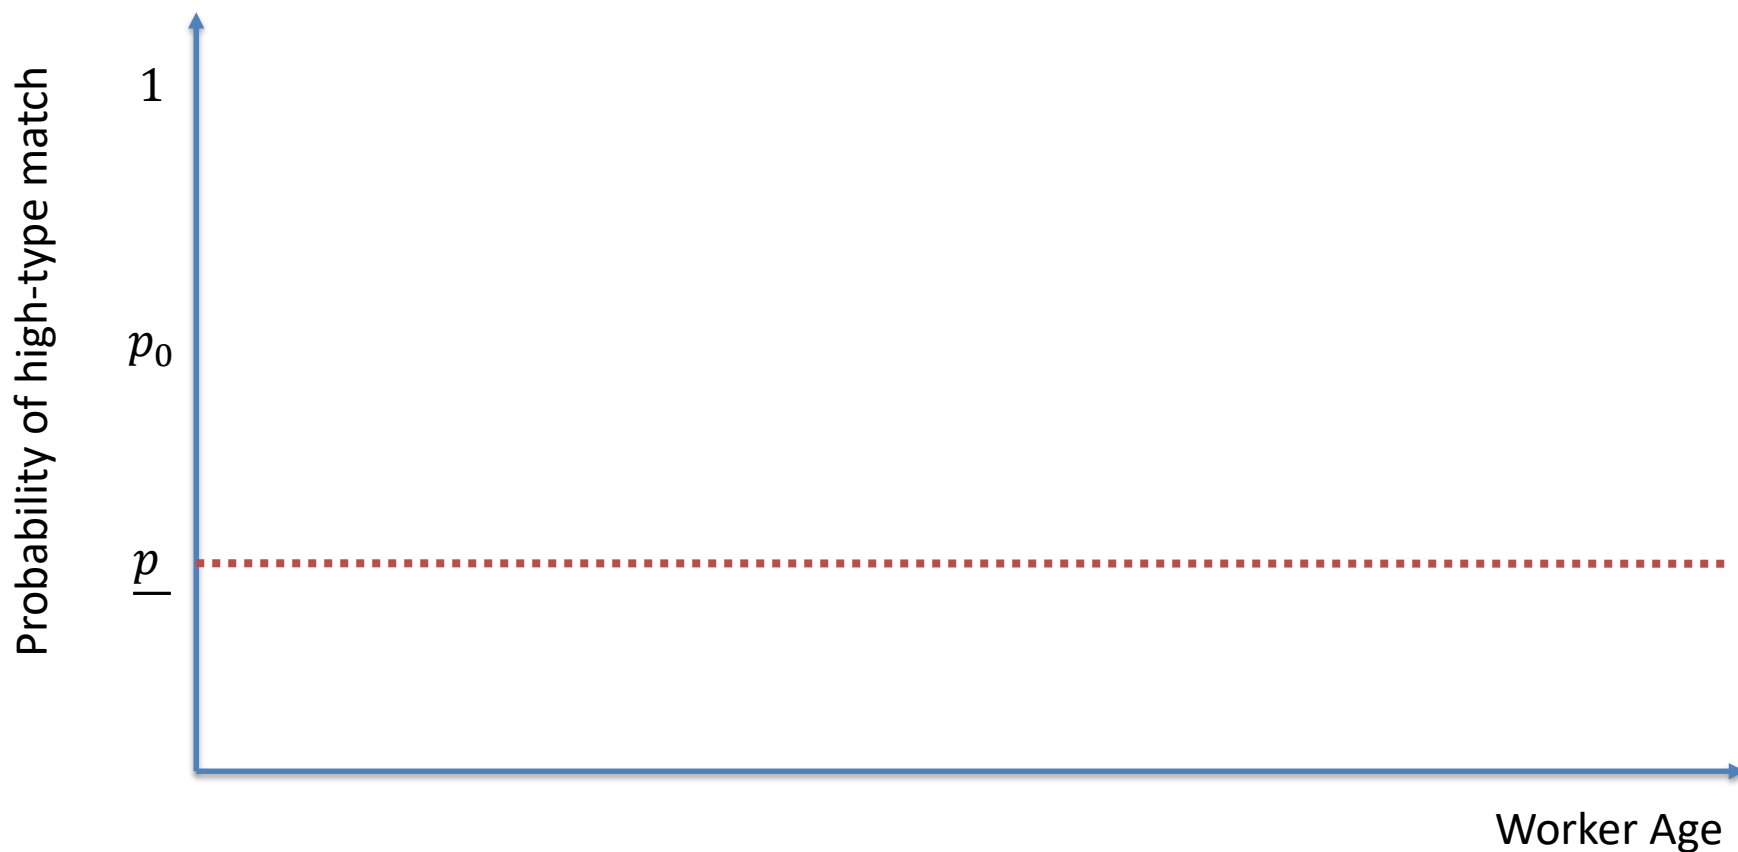 Probability of high-type match
1
p₀
p̲
Worker Age